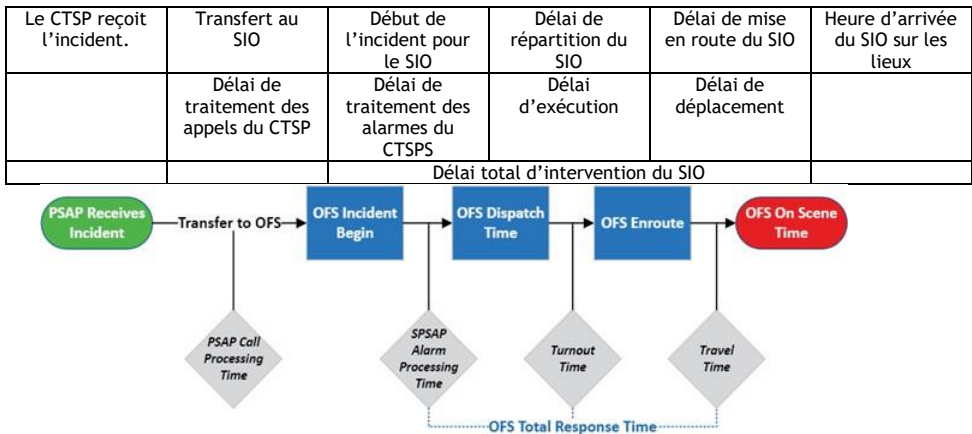 Le CTSP reçoit
l’incident.
Transfert au
SIO
Début de
l’incident pour
le SIO
Délai de
répartition du
SIO
Délai de mise
en route du SIO
Heure d’arrivée
du SIO sur les
lieux
Délai de
traitement des
appels du CTSP
Délai de
traitement des
alarmes du
CTSPS
Délai
d’exécution
Délai de
déplacement
Délai total d’intervention du SIO
PSAP Receives
Incident
Transfer to OFS
OFS Incident
Begin
OFS Dispatch
Time
OFS Enroute
OFS On Scene
Time
PSAP Call
Processing
Time
SPSAP
Alarm
Processing
Time
Turnout
Time
Travel
Time
OFS Total Response Time